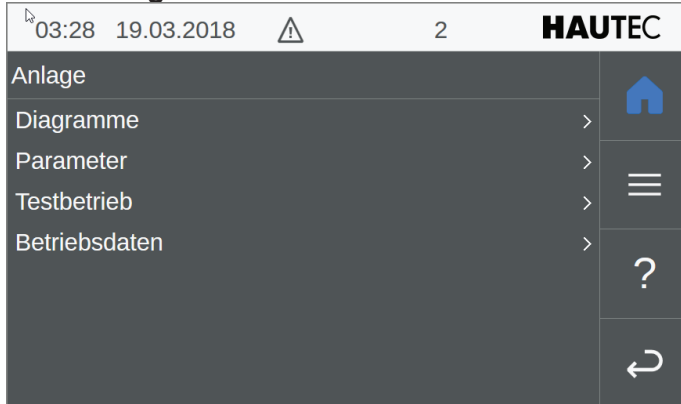 03:28 19.03.2018 2 HAUTEC
Anlage
Diagramme
Parameter
Testbetrieb
Betriebsdaten
?